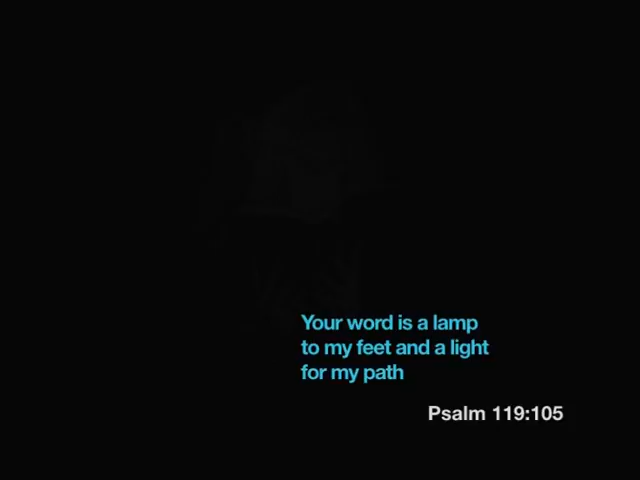 Your word is a lamp
to my feet and a light
for my path
Psalm 119:105